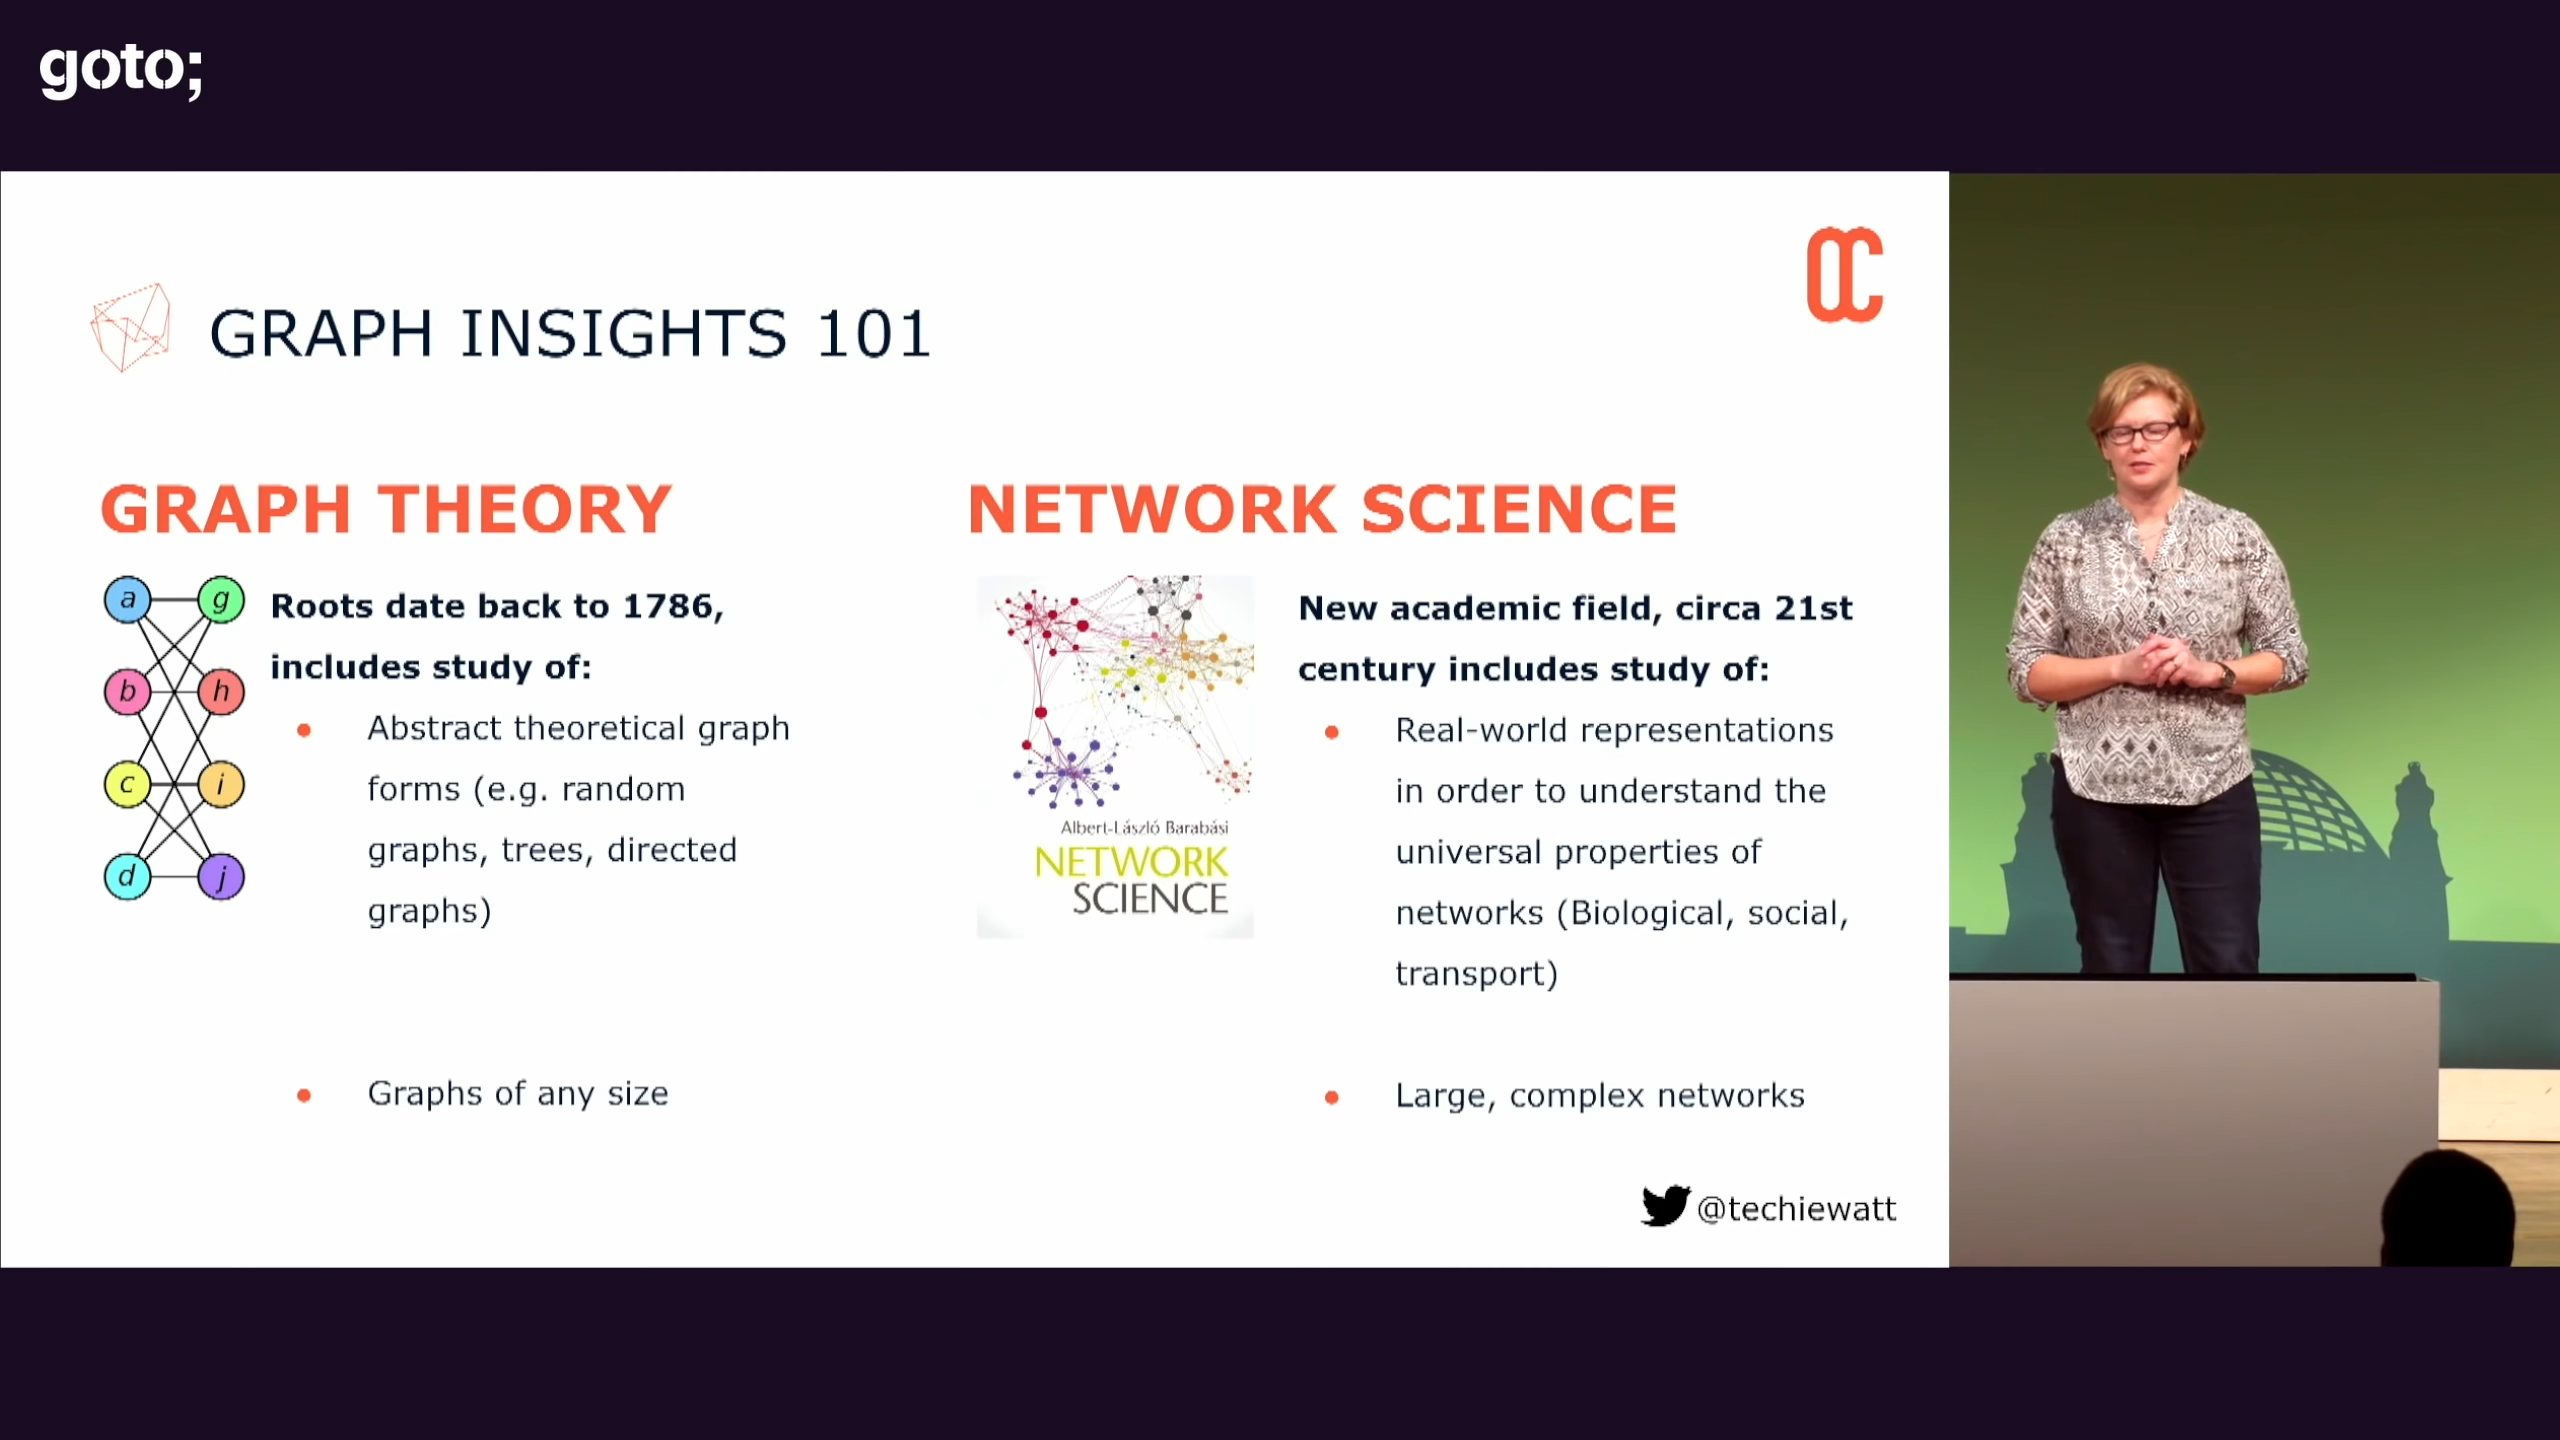 goto;
GRAPH INSIGHTS 101
GRAPH THEORY
a
g
b
h
c
i
d
j
Roots date back to 1786,
includes study of:
Abstract theoretical graph
forms (e.g. random
graphs, trees, directed
graphs)
Graphs of any size
NETWORK SCIENCE
Albert-László Barabási
NETWORK
SCIENCE
New academic field, circa 21st
century includes study of:
Real-world representations
in order to understand the
universal properties of
networks (Biological, social,
transport)
Large, complex networks
@techiewatt